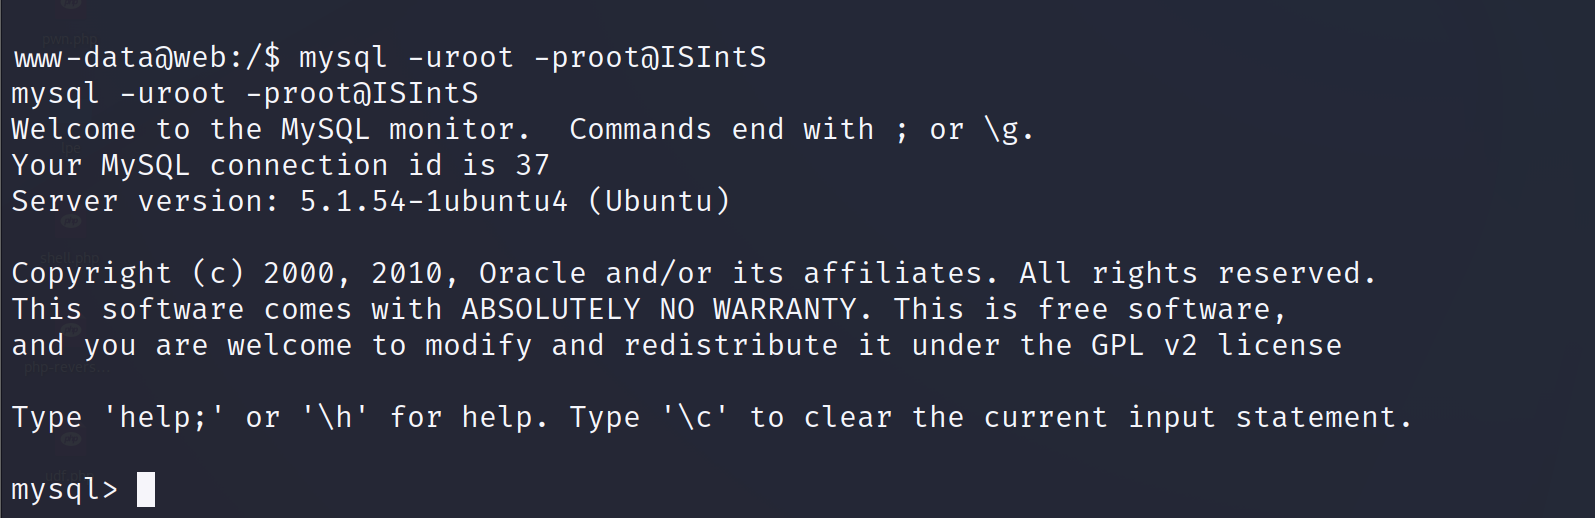 www-data@web:/$ mysql -uroot -proot@ISIntS
mysql -uroot -proot@ISIntS
Welcome to the MySQL monitor.  Commands end with ; or \g.
Your MySQL connection id is 37
Server version: 5.1.54-1ubuntu4 (Ubuntu)

Copyright (c) 2000, 2010, Oracle and/or its affiliates. All rights reserved.
This software comes with ABSOLUTELY NO WARRANTY. This is free software,
and you are welcome to modify and redistribute it under the GPL v2 license

Type 'help;' or '\h' for help. Type '\c' to clear the current input statement.

mysql>